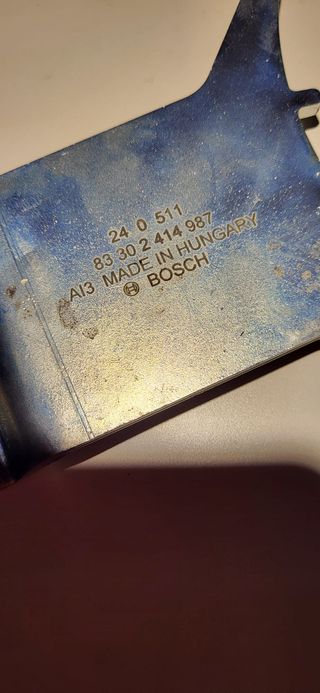 24 0 511
83 30 2 414 987
AI3 MADE IN HUNGARY
BOSCH